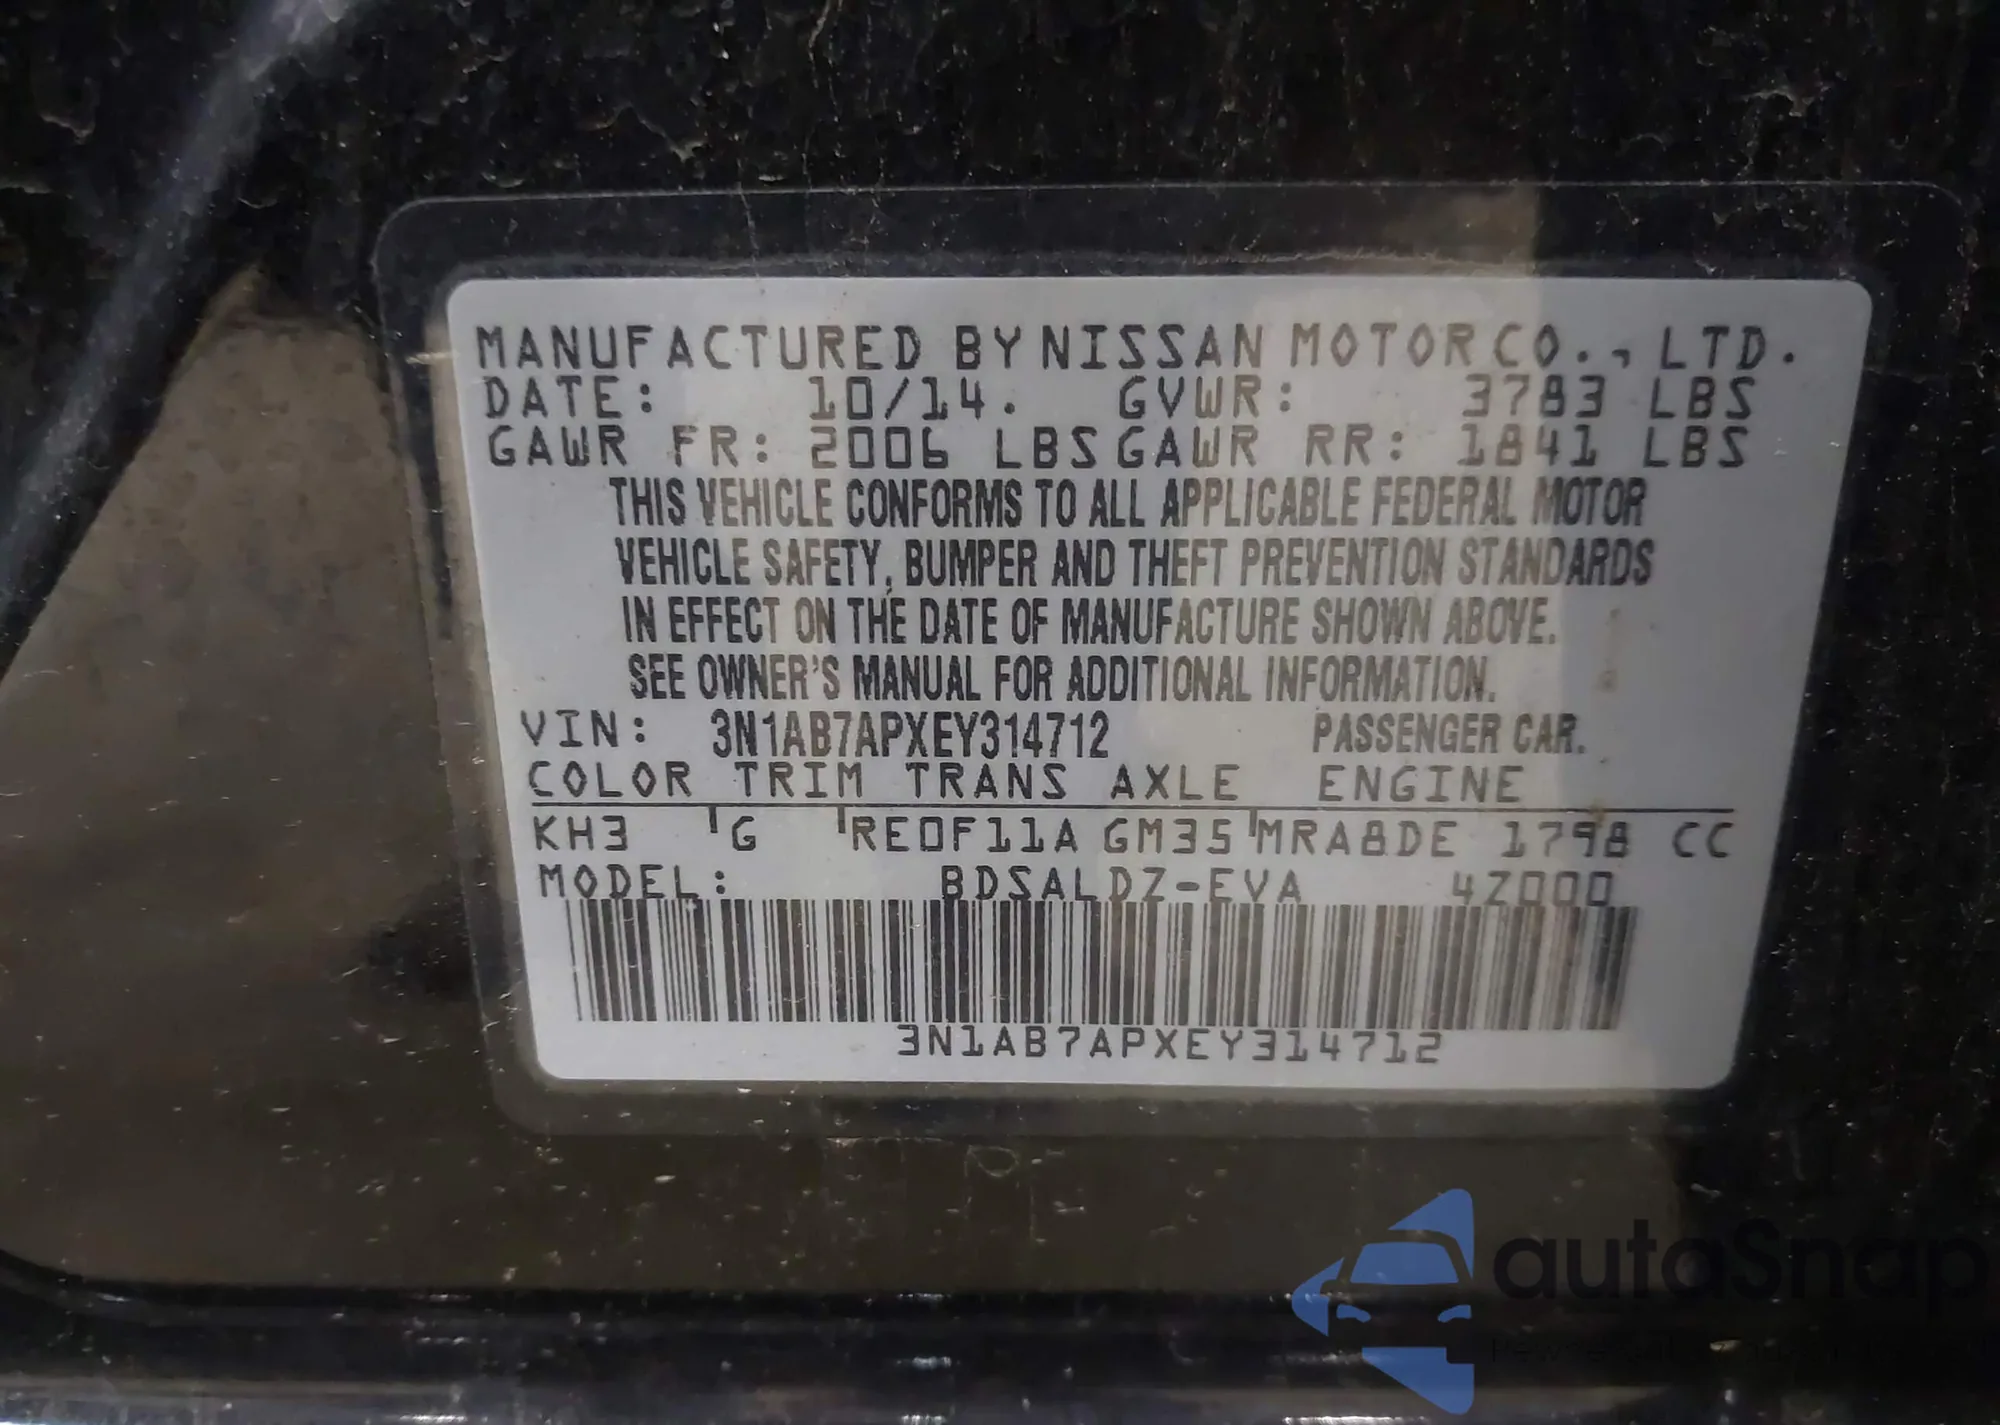 MANUFACTURED BY NISSAN MOTOR CO., LTD.
DATE: 10/14. GVWR: 3783 LBS
GAWR FR: 2006 LBS GAWR RR: 1841 LBS
THIS VEHICLE CONFORMS TO ALL APPLICABLE FEDERAL MOTOR
VEHICLE SAFETY, BUMPER AND THEFT PREVENTION STANDARDS
IN EFFECT ON THE DATE OF MANUFACTURE SHOWN ABOVE.
SEE OWNER'S MANUAL FOR ADDITIONAL INFORMATION.
VIN: 3N1AB7APXEY314712 PASSENGER CAR.
COLOR TRIM TRANS AXLE ENGINE
KH3 G RE0F11A GM35 MRA8DE 1798 CC
MODEL: BDSALDZ-EVA 4Z000
3N1AB7APXEY314712
autoSnap